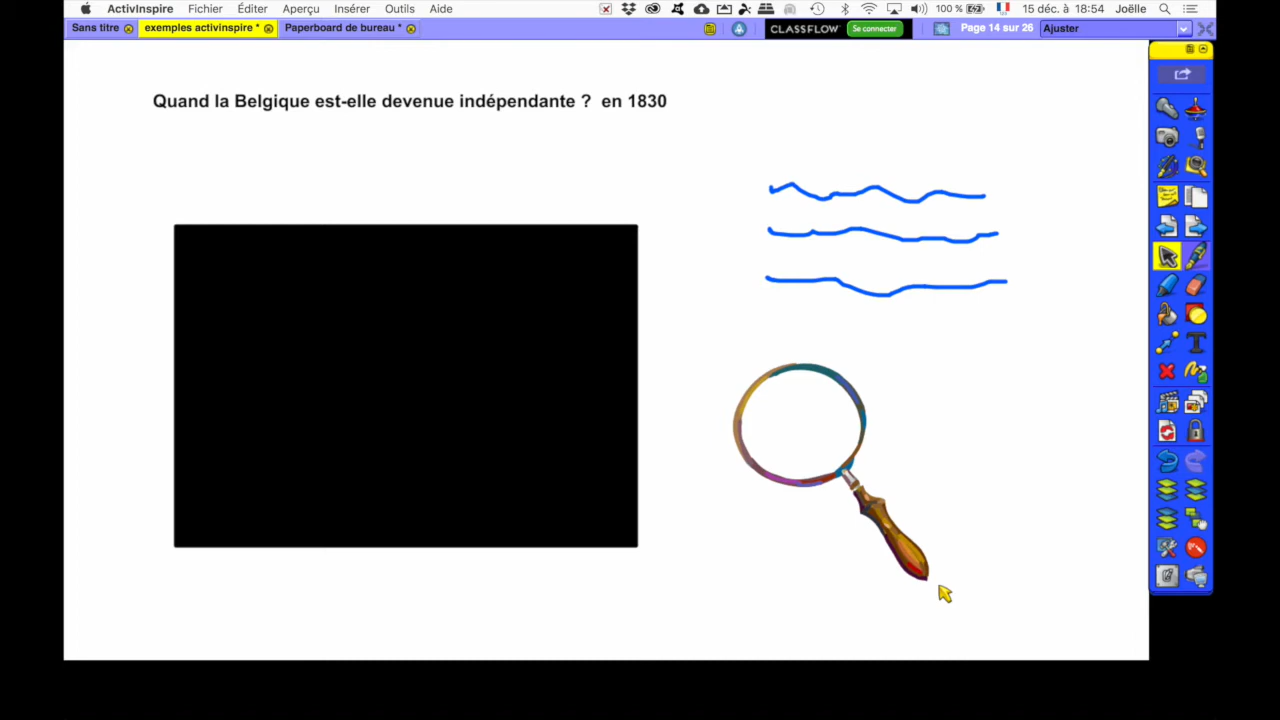 ActivInspire Fichier Éditer Aperçu Insérer Outils Aide 100 % 15 déc. à 18:54 Joëlle
Sans titre exemples activinspire * Paperboard de bureau * CLASSFLOW Se connecter Page 14 sur 26 Ajuster
Quand la Belgique est-elle devenue indépendante ? en 1830